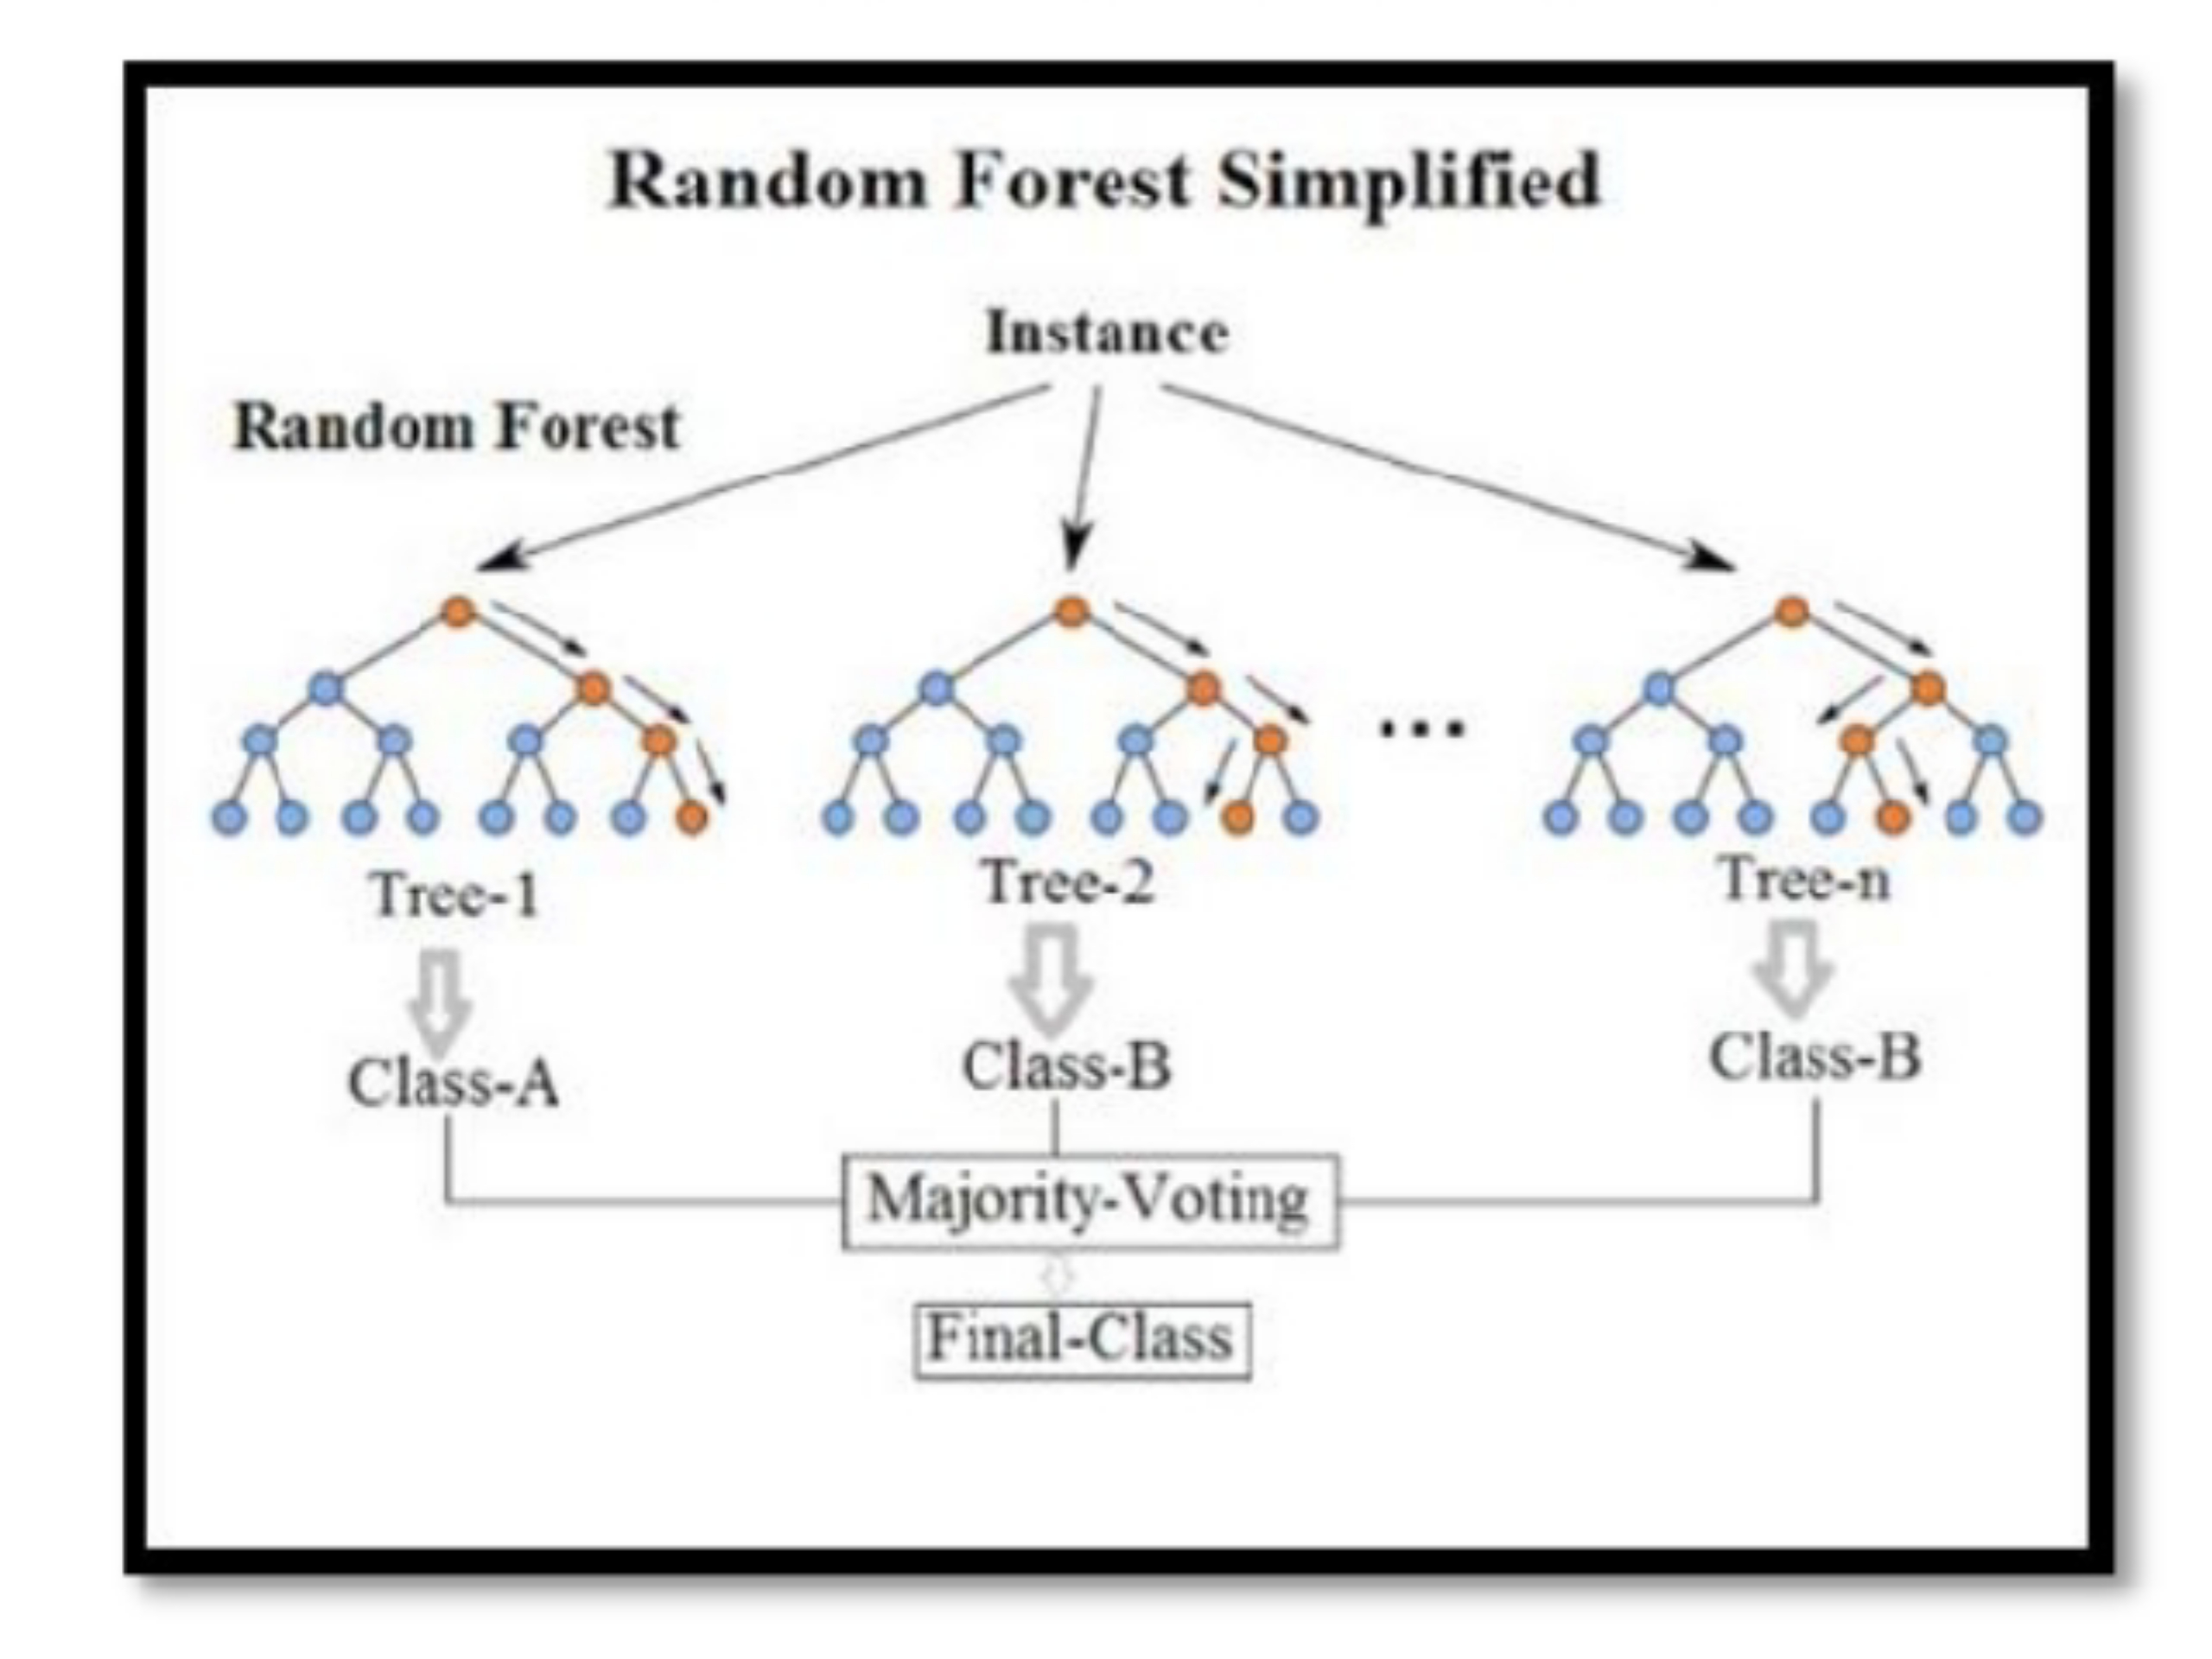 Random Forest Simplified
Instance
Random Forest
...
Tree-1
Tree-2
Tree-n
Class-A
Class-B
Class-B
Majority-Voting
Final-Class